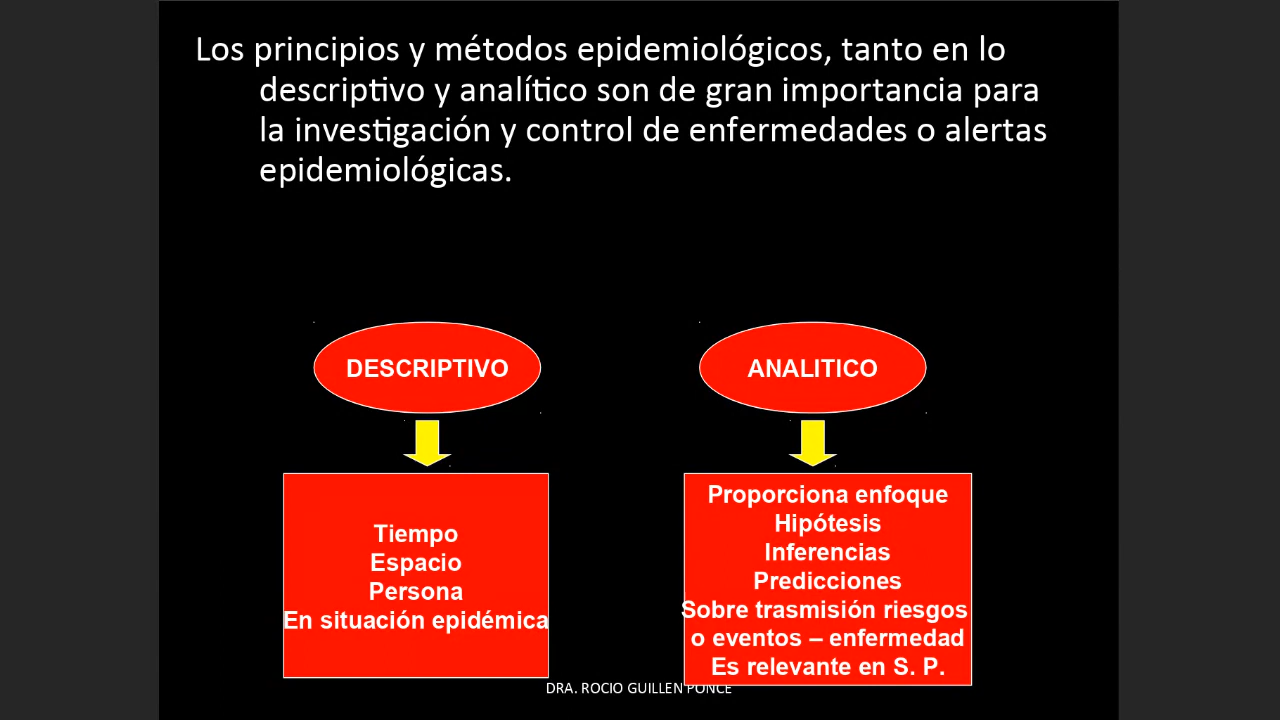 Los principios y métodos epidemiológicos, tanto en lo
descriptivo y analítico son de gran importancia para
la investigación y control de enfermedades o alertas
epidemiológicas.
DESCRIPTIVO
Tiempo
Espacio
Persona
En situación epidémica
ANALITICO
Proporciona enfoque
Hipótesis
Inferencias
Predicciones
Sobre trasmisión riesgos
o eventos – enfermedad
Es relevante en S. P.
DRA. ROCIO GUILLEN PONCE